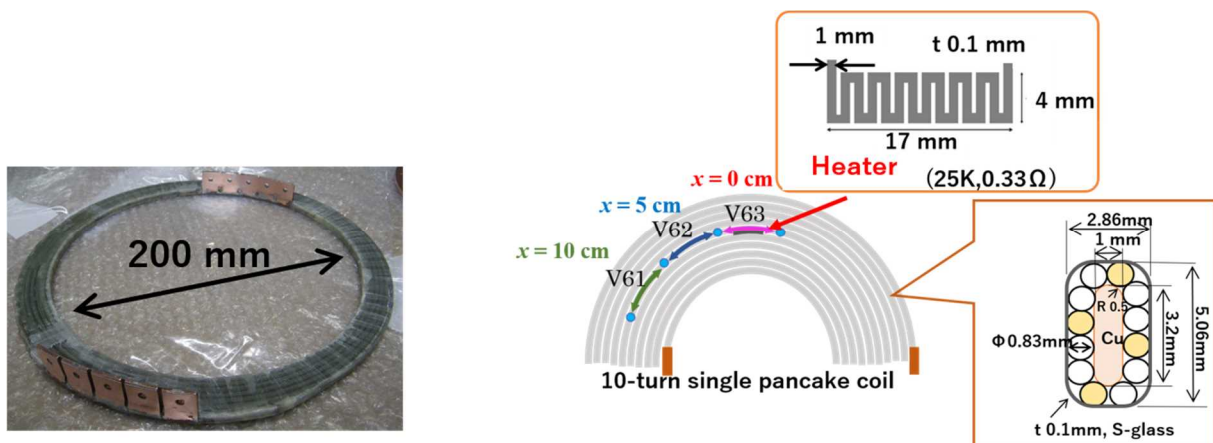 200 mm
1 mm
t 0.1 mm
4 mm
17 mm
Heater
(25K,0.33Ω)
x = 0 cm
x = 5 cm
V63
V62
x = 10 cm
V61
10-turn single pancake coil
2.86mm
1 mm
R 0.5
Cu
Φ0.83mm
3.2mm
5.06mm
t 0.1mm, S-glass